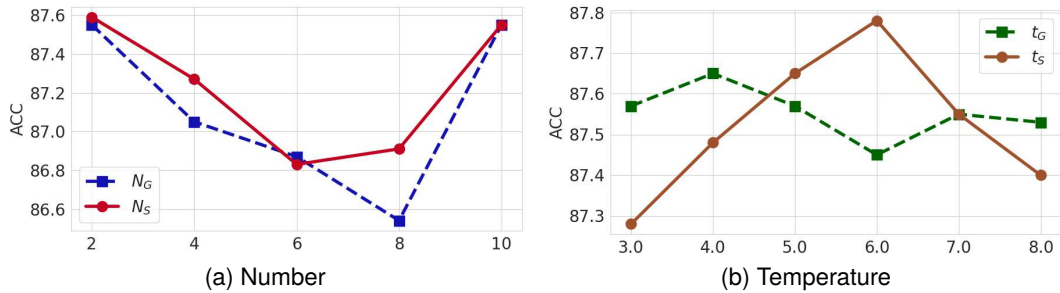 87.6
87.4
87.2
87.0
86.8
86.6
ACC
N_G
N_S
2 4 6 8 10
(a) Number
87.8
87.7
87.6
87.5
87.4
87.3
ACC
t_G
t_S
3.0 4.0 5.0 6.0 7.0 8.0
(b) Temperature